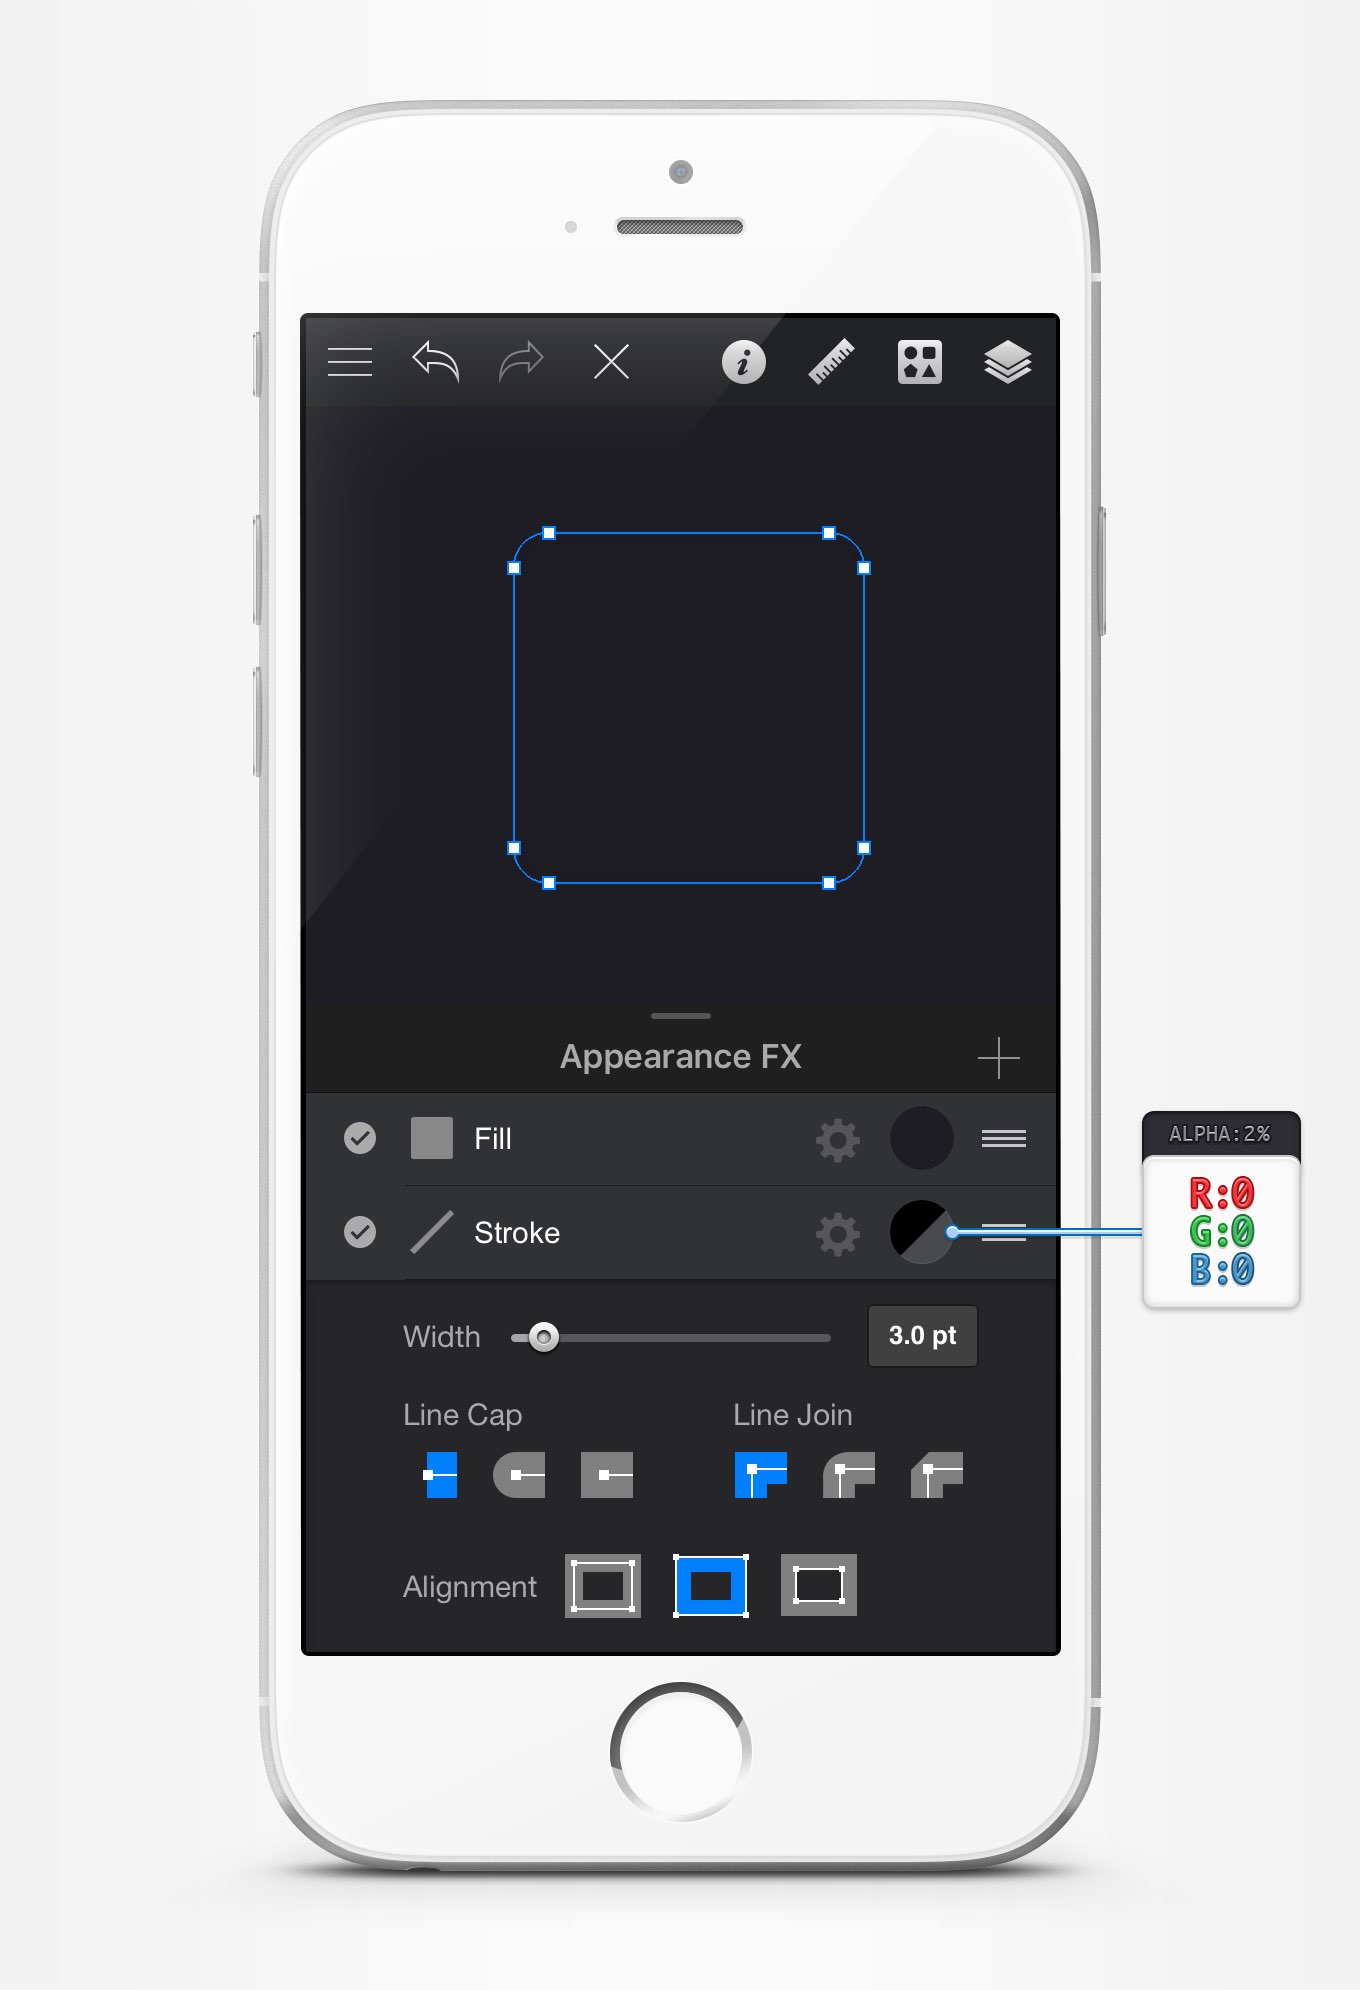 Appearance FX
Fill
Stroke
ALPHA:2%
R:0
G:0
B:0
Width
3.0 pt
Line Cap
Line Join
Alignment